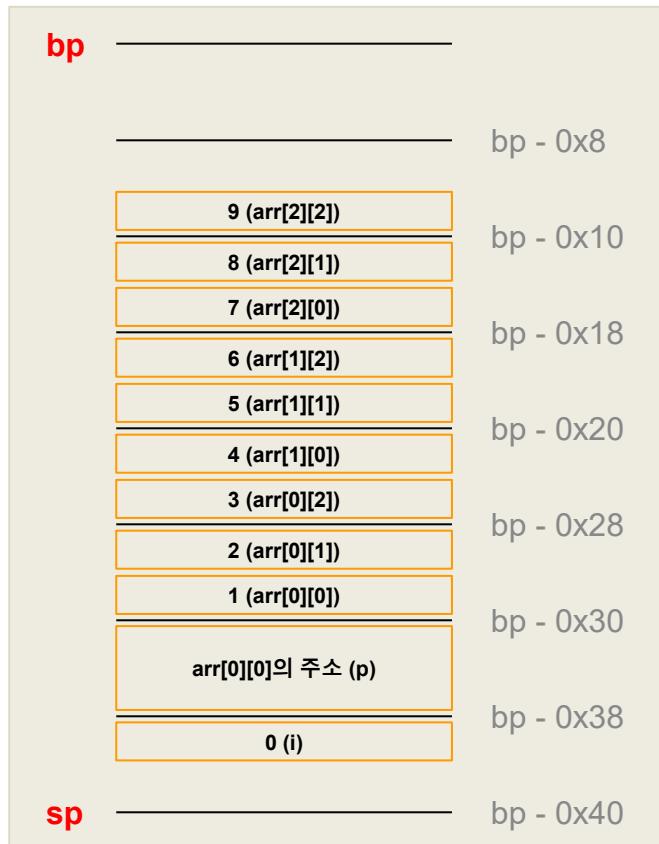 bp
bp - 0x8
9 (arr[2][2])
bp - 0x10
8 (arr[2][1])
7 (arr[2][0])
bp - 0x18
6 (arr[1][2])
5 (arr[1][1])
bp - 0x20
4 (arr[1][0])
3 (arr[0][2])
bp - 0x28
2 (arr[0][1])
1 (arr[0][0])
bp - 0x30
arr[0][0]의 주소 (p)
bp - 0x38
0 (i)
sp
bp - 0x40